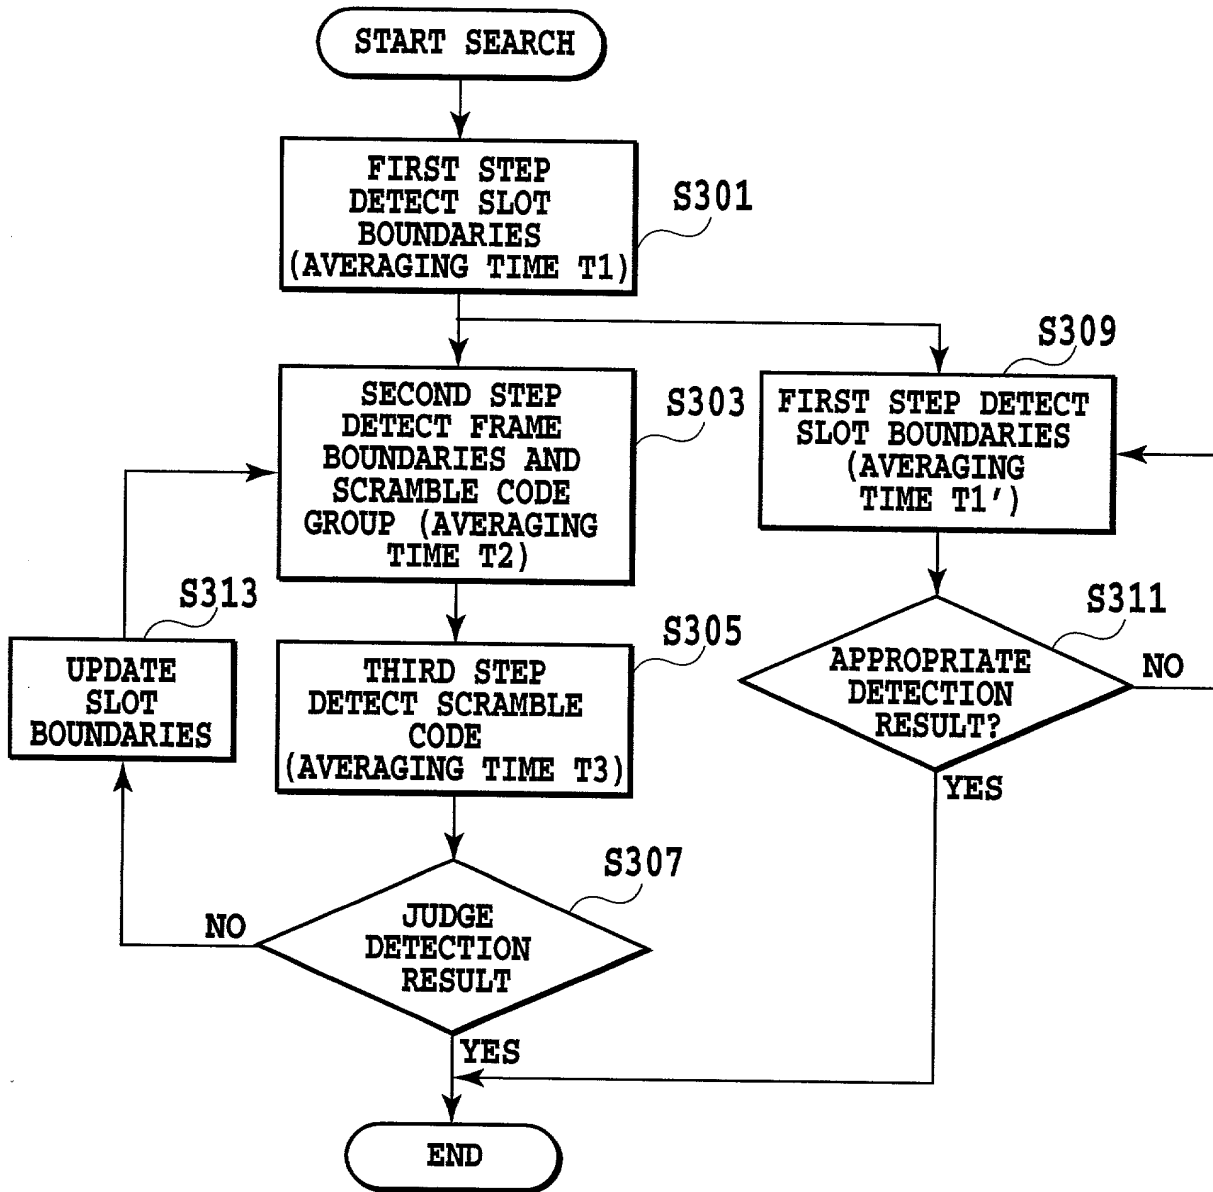 START SEARCH
FIRST STEP
DETECT SLOT
BOUNDARIES
(AVERAGING TIME T1)
S301
S309
FIRST STEP DETECT
SLOT BOUNDARIES
(AVERAGING
TIME T1')
SECOND STEP
DETECT FRAME
BOUNDARIES AND
SCRAMBLE CODE
GROUP (AVERAGING
TIME T2)
S303
S313
UPDATE
SLOT
BOUNDARIES
THIRD STEP
DETECT SCRAMBLE
CODE
(AVERAGING TIME T3)
S305
S311
APPROPRIATE
DETECTION
RESULT?
NO
YES
S307
JUDGE
DETECTION
RESULT
NO
YES
END